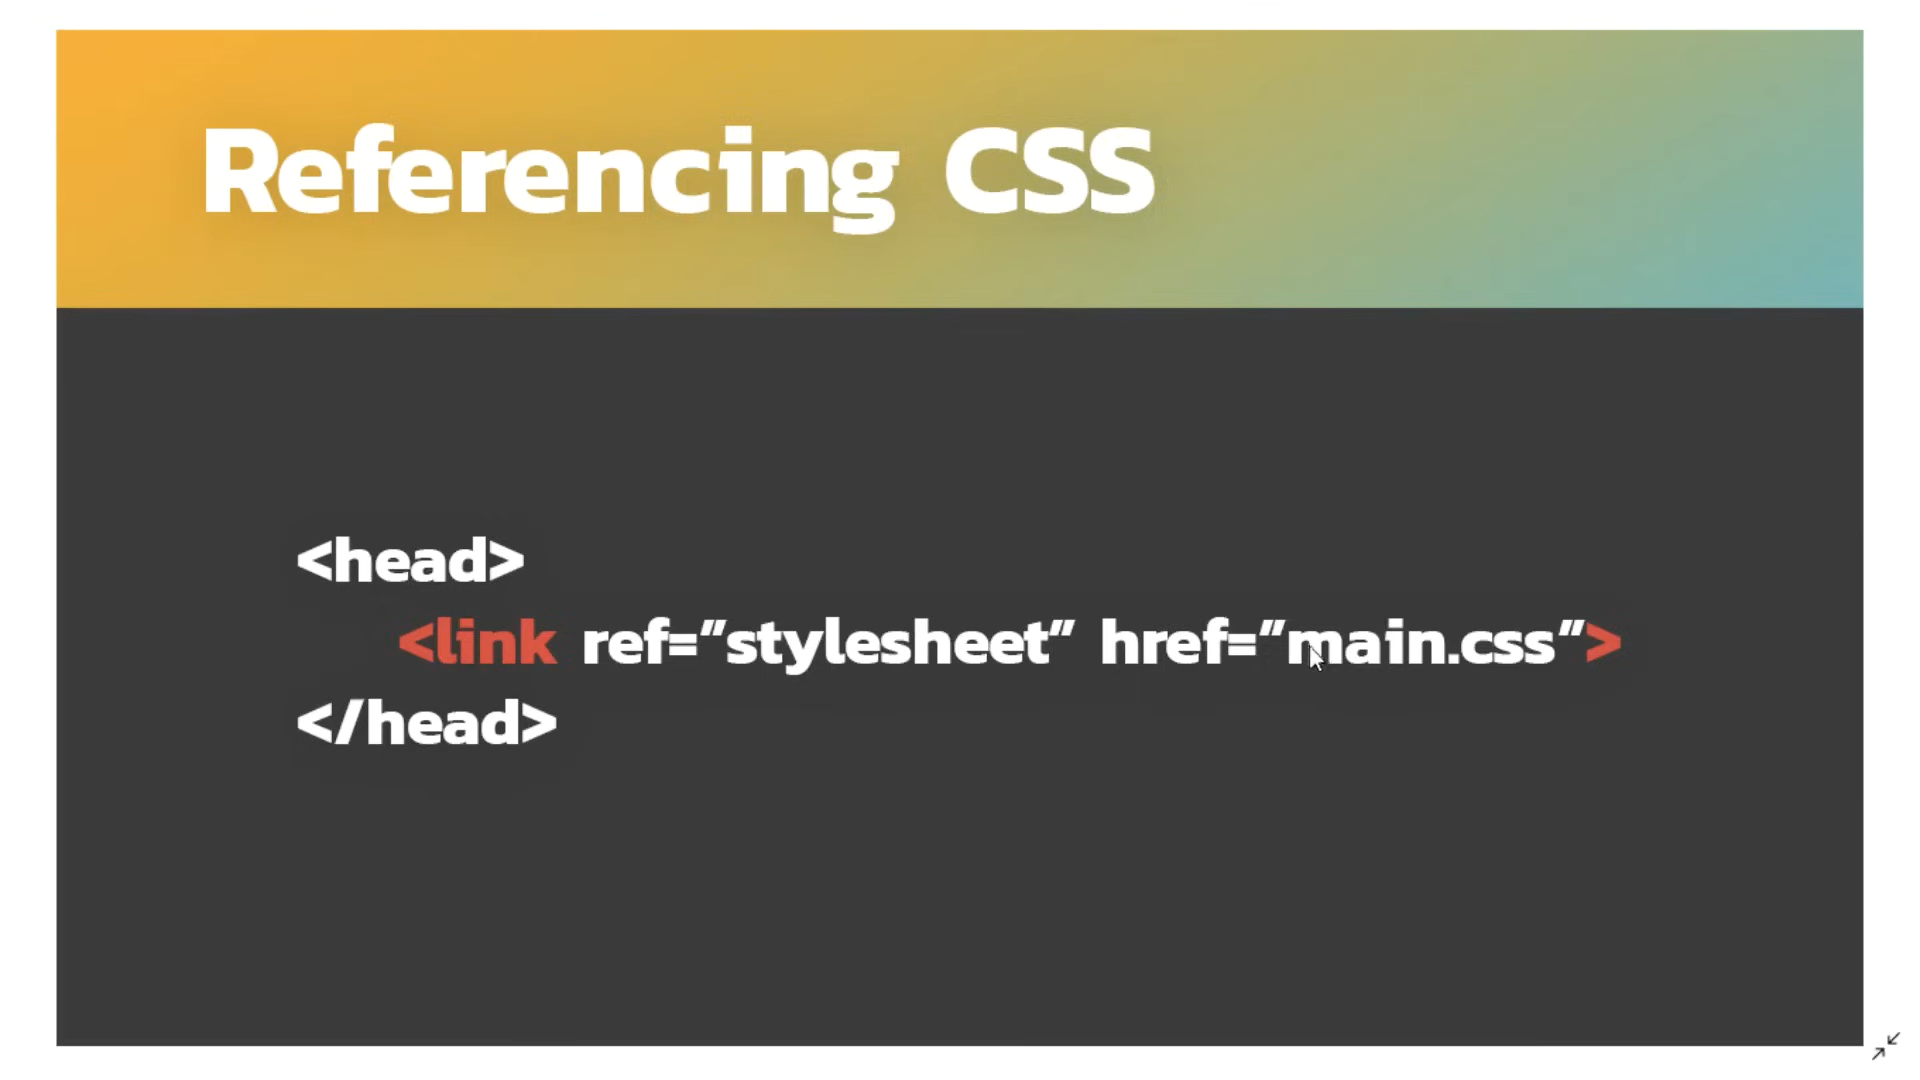 Referencing CSS
<head>
<link ref=”stylesheet” href=”main.css”>
</head>